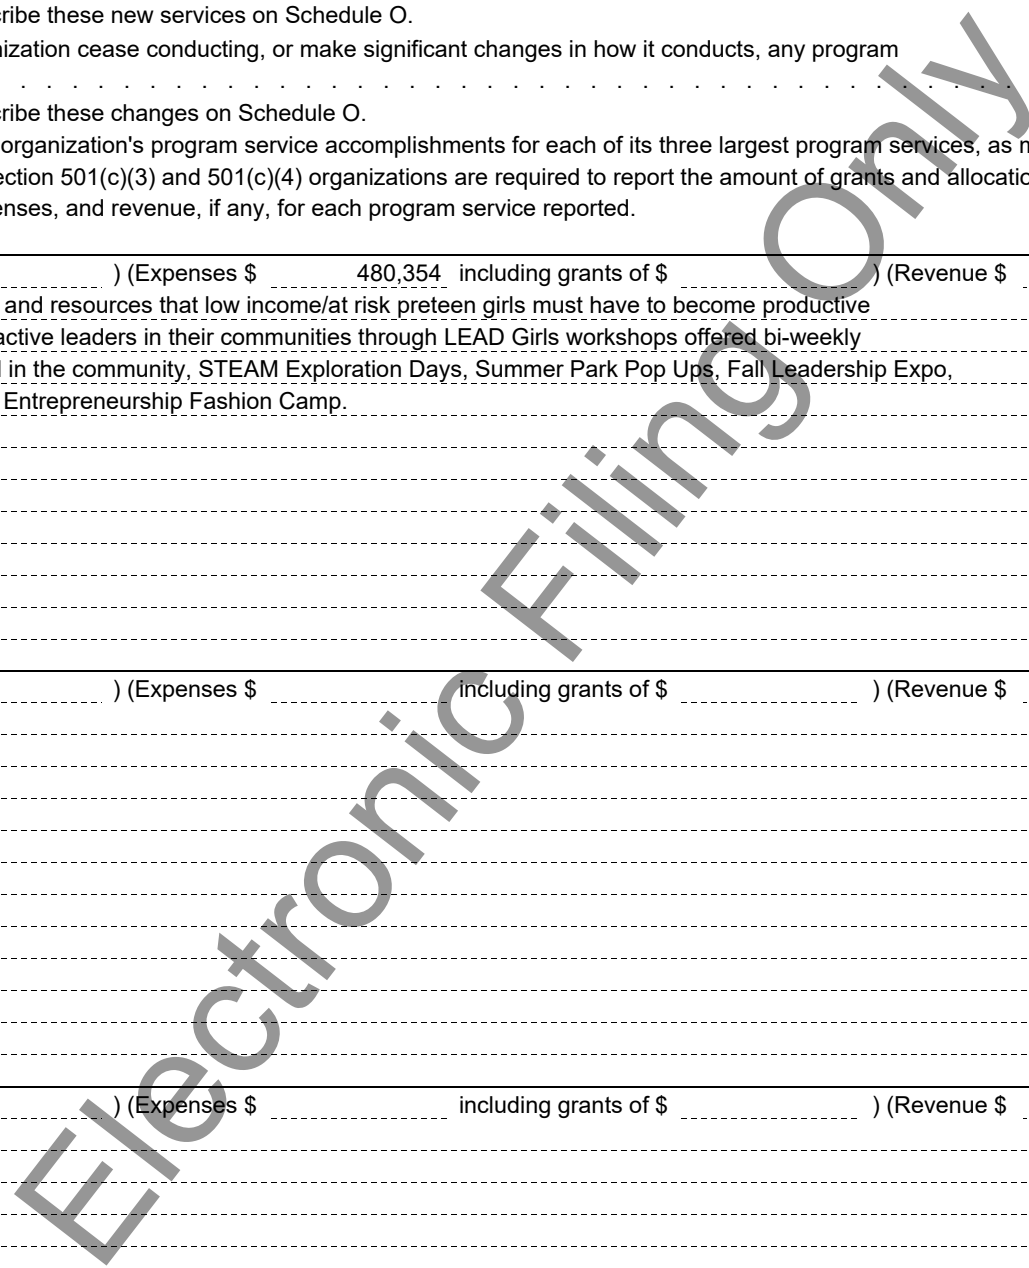 cribe these new services on Schedule O.
nization cease conducting, or make significant changes in how it conducts, any program
. . . . . . . . . . . . . . . . . . . . . . . . . . . . . . . . . . . . . . .
cribe these changes on Schedule O.
organization's program service accomplishments for each of its three largest program services, as m
ection 501(c)(3) and 501(c)(4) organizations are required to report the amount of grants and allocatio
enses, and revenue, if any, for each program service reported.
) (Expenses $ 480,354 including grants of $ ) (Revenue $
and resources that low income/at risk preteen girls must have to become productive
active leaders in their communities through LEAD Girls workshops offered bi-weekly
in the community, STEAM Exploration Days, Summer Park Pop Ups, Fall Leadership Expo,
Entrepreneurship Fashion Camp.
) (Expenses $ including grants of $ ) (Revenue $
) (Expenses $ including grants of $ ) (Revenue $
Electronic Filing Only